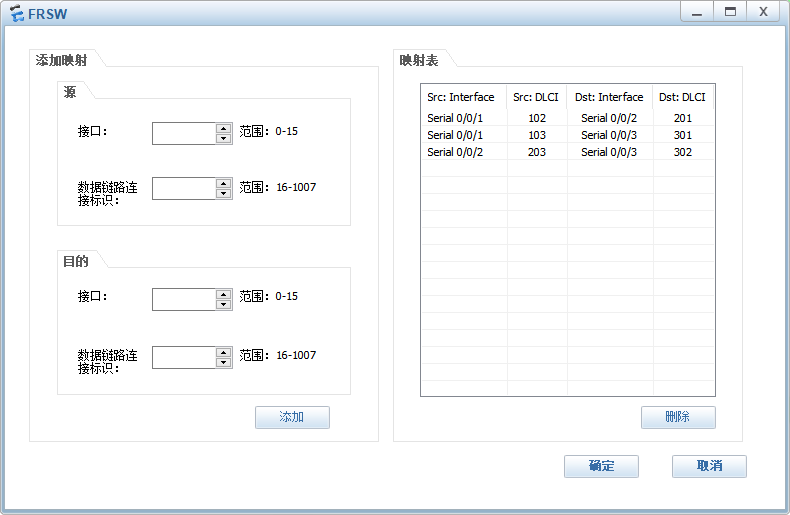 FRSW
添加映射
源
接口：
范围：0-15
数据链路连
接标识：
范围：16-1007
目的
接口：
范围：0-15
数据链路连
接标识：
范围：16-1007
添加
映射表
Src: Interface Src: DLCI Dst: Interface Dst: DLCI
Serial 0/0/1 102 Serial 0/0/2 201
Serial 0/0/1 103 Serial 0/0/3 301
Serial 0/0/2 203 Serial 0/0/3 302
删除
确定
取消